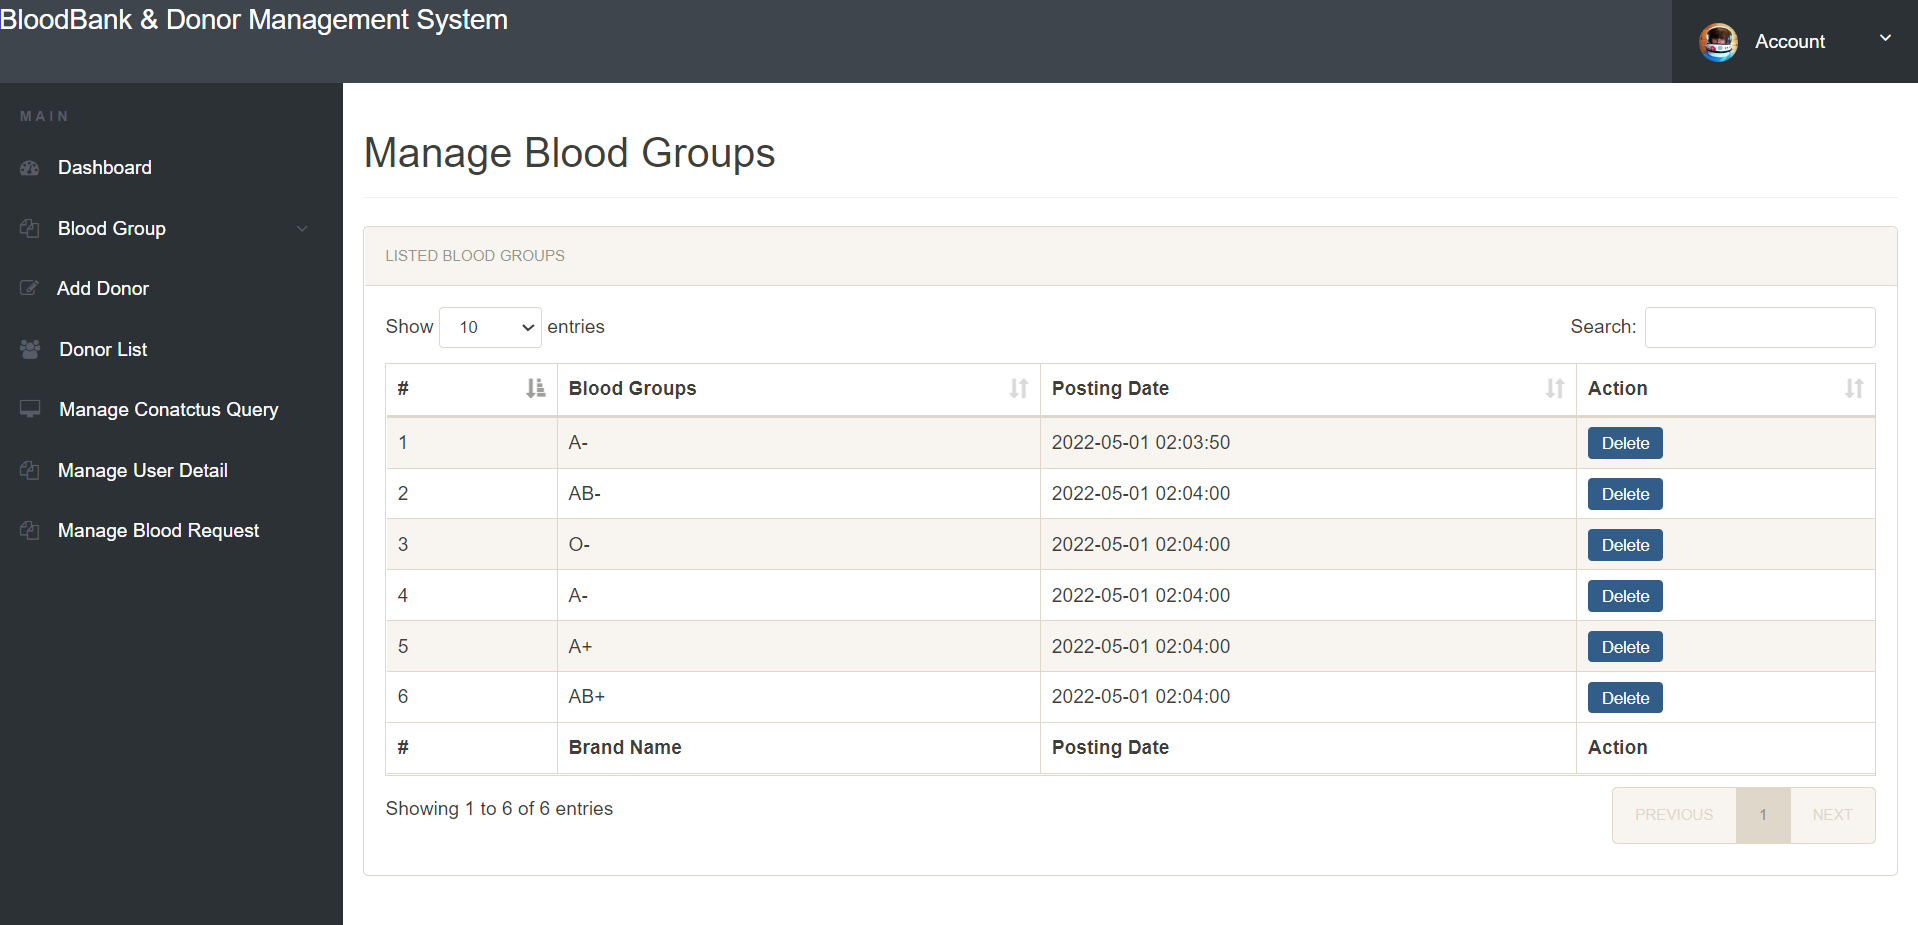 BloodBank & Donor Management System
Account
MAIN
Dashboard
Blood Group
Add Donor
Donor List
Manage Conatctus Query
Manage User Detail
Manage Blood Request
Manage Blood Groups
LISTED BLOOD GROUPS
Show 10 entries Search:
# Blood Groups Posting Date Action
1 A- 2022-05-01 02:03:50 Delete
2 AB- 2022-05-01 02:04:00 Delete
3 O- 2022-05-01 02:04:00 Delete
4 A- 2022-05-01 02:04:00 Delete
5 A+ 2022-05-01 02:04:00 Delete
6 AB+ 2022-05-01 02:04:00 Delete
# Brand Name Posting Date Action
Showing 1 to 6 of 6 entries PREVIOUS 1 NEXT